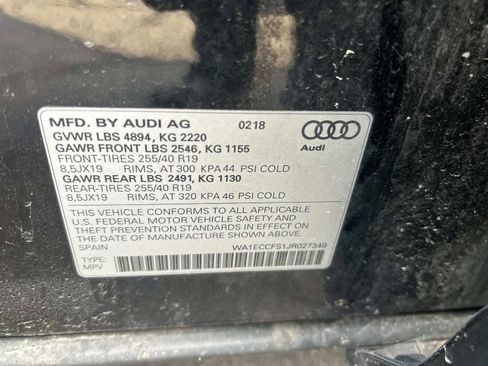 MFD. BY AUDI AG 0218
GVWR LBS 4894, KG 2220
GAWR FRONT LBS 2546, KG 1155
FRONT-TIRES 255/40 R19
8,5JX19 RIMS, AT 300 KPA 44 PSI COLD
GAWR REAR LBS 2491, KG 1130
REAR-TIRES 255/40 R19
8,5JX19 RIMS, AT 320 KPA 46 PSI COLD
Audi
THIS VEHICLE CONFORMS TO ALL APPLICABLE
U.S. FEDERAL MOTOR VEHICLE SAFETY AND
THEFT PREVENTION STANDARDS IN EFFECT ON
THE DATE OF MANUFACTURE SHOWN ABOVE.
SPAIN WA1ECCFS1JR027349
TYPE:
MPV